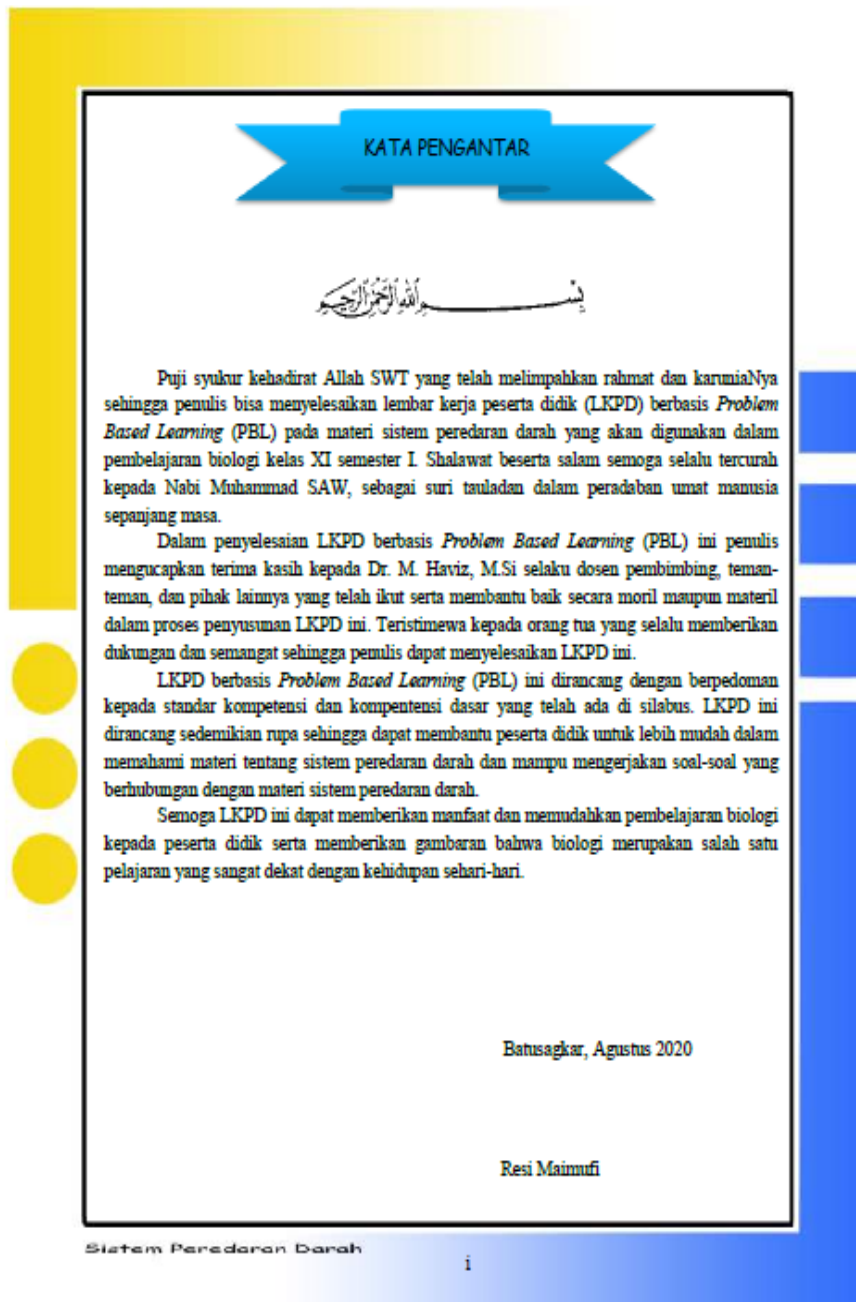 KATA PENGANTAR
بِسْمِ اللهِ الرَّحْمٰنِ الرَّحِيْمِ
Puji syukur kehadirat Allah SWT yang telah melimpahkan rahmat dan karuniaNya
sehingga penulis bisa menyelesaikan lembar kerja peserta didik (LKPD) berbasis Problem
Based Learning (PBL) pada materi sistem peredaran darah yang akan digunakan dalam
pembelajaran biologi kelas XI semester I. Shalawat beserta salam semoga selalu tercurah
kepada Nabi Muhammad SAW, sebagai suri tauladan dalam peradaban umat manusia
sepanjang masa.
Dalam penyelesaian LKPD berbasis Problem Based Learning (PBL) ini penulis
mengucapkan terima kasih kepada Dr. M. Haviz, M.Si selaku dosen pembimbing, teman-
teman, dan pihak lainnya yang telah ikut serta membantu baik secara moril maupun materil
dalam proses penyusunan LKPD ini. Teristimewa kepada orang tua yang selalu memberikan
dukungan dan semangat sehingga penulis dapat menyelesaikan LKPD ini.
LKPD berbasis Problem Based Learning (PBL) ini dirancang dengan berpedoman
kepada standar kompetensi dan kompentensi dasar yang telah ada di silabus. LKPD ini
dirancang sedemikian rupa sehingga dapat membantu peserta didik untuk lebih mudah dalam
memahami materi tentang sistem peredaran darah dan mampu mengerjakan soal-soal yang
berhubungan dengan materi sistem peredaran darah.
Semoga LKPD ini dapat memberikan manfaat dan memudahkan pembelajaran biologi
kepada peserta didik serta memberikan gambaran bahwa biologi merupakan salah satu
pelajaran yang sangat dekat dengan kehidupan sehari-hari.
Batusagkar, Agustus 2020
Resi Maimufi
Sistem Peredaran Darah
i